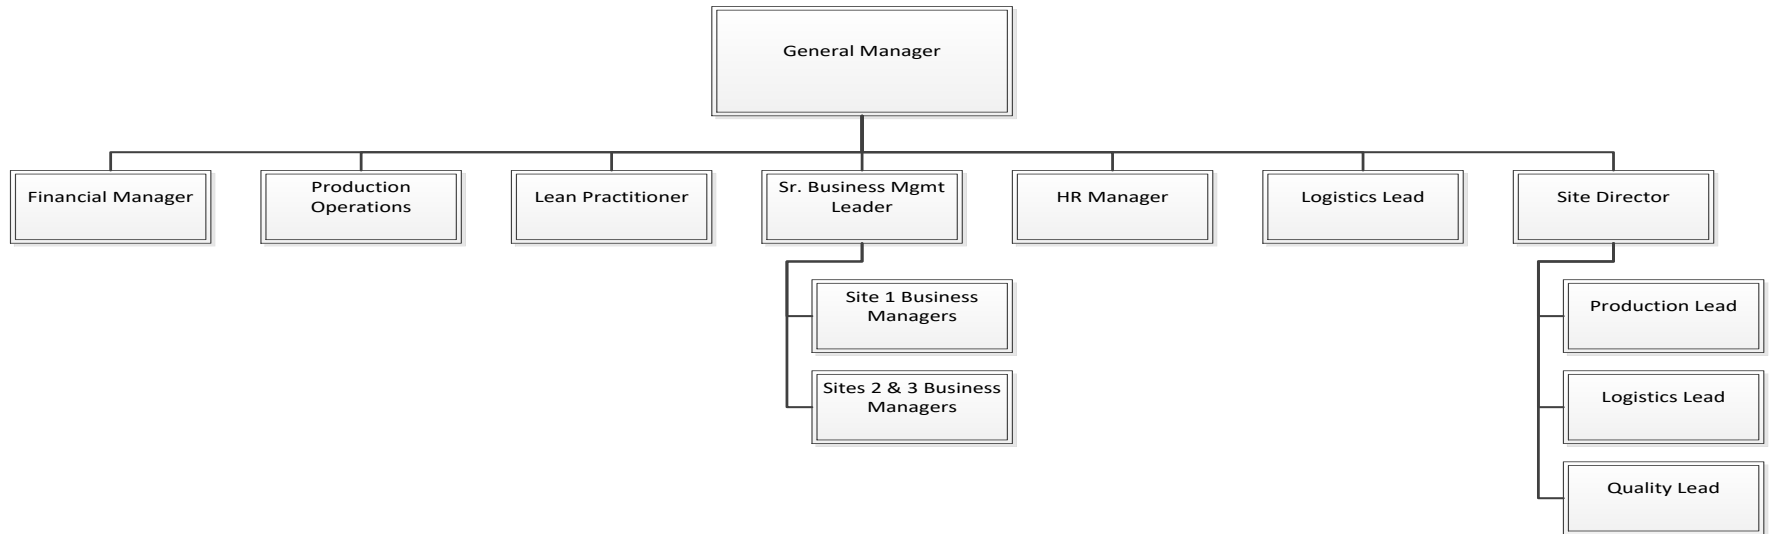 General Manager
Financial Manager
Production
Operations
Lean Practitioner
Sr. Business Mgmt
Leader
HR Manager
Logistics Lead
Site Director
Site 1 Business
Managers
Sites 2 & 3 Business
Managers
Production Lead
Logistics Lead
Quality Lead